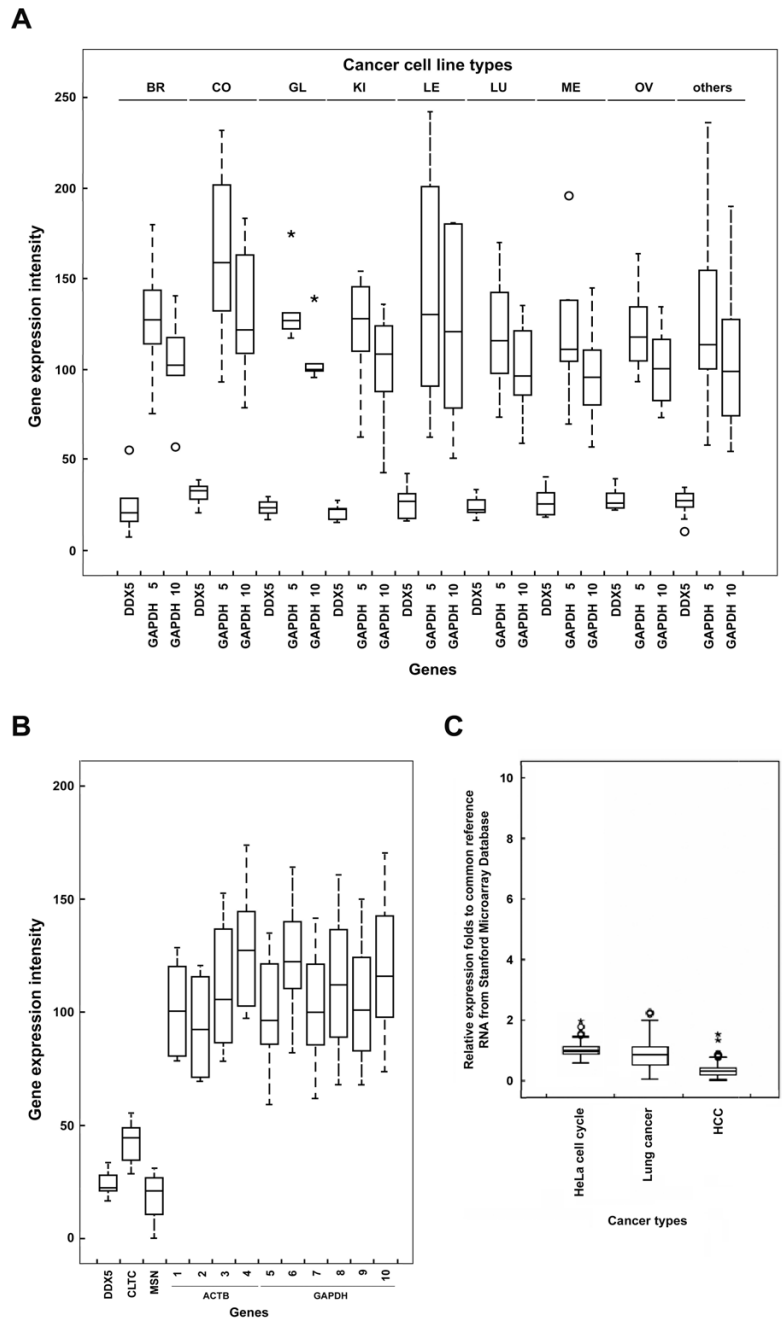 A
Cancer cell line types
BR CO GL KI LE LU ME OV others
Gene expression intensity
250
200
150
100
50
0
DDX5 GAPDH 5 GAPDH 10 DDX5 GAPDH 5 GAPDH 10 DDX5 GAPDH 5 GAPDH 10 DDX5 GAPDH 5 GAPDH 10 DDX5 GAPDH 5 GAPDH 10 DDX5 GAPDH 5 GAPDH 10 DDX5 GAPDH 5 GAPDH 10 DDX5 GAPDH 5 GAPDH 10 DDX5 GAPDH 5 GAPDH 10
Genes
B
Gene expression intensity
200
150
100
50
0
DDX5 CLTC MSN 1 2 3 4 5 6 7 8 9 10
ACTB GAPDH
Genes
C
Relative expression folds to common reference
RNA from Stanford Microarray Database
10
8
6
4
2
0
HeLa cell cycle Lung cancer HCC
Cancer types